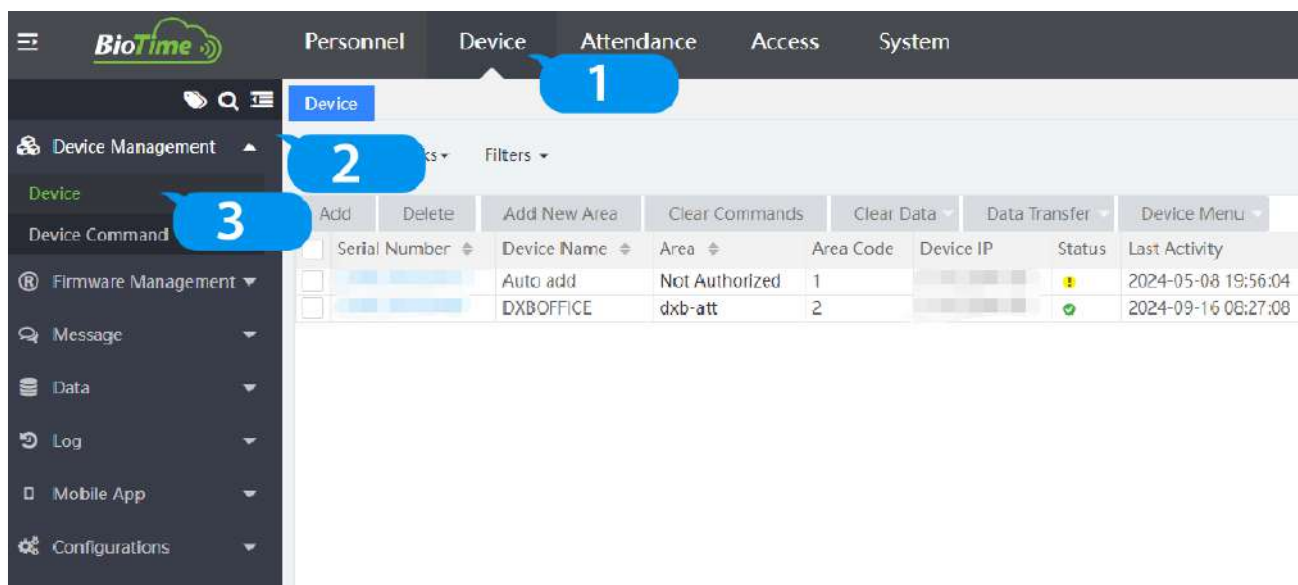 BioTime Personnel Device Attendance Access System
1
Device
Device Management
2
Filters
Device
3
Add Delete Add New Area Clear Commands Clear Data Data Transfer Device Menu
Device Command
Serial Number Device Name Area Area Code Device IP Status Last Activity
Auto add Not Authorized 1 2024-05-08 19:56:04
DXBOFFICE dxb-att 2 2024-09-16 08:27:08
Firmware Management
Message
Data
Log
Mobile App
Configurations